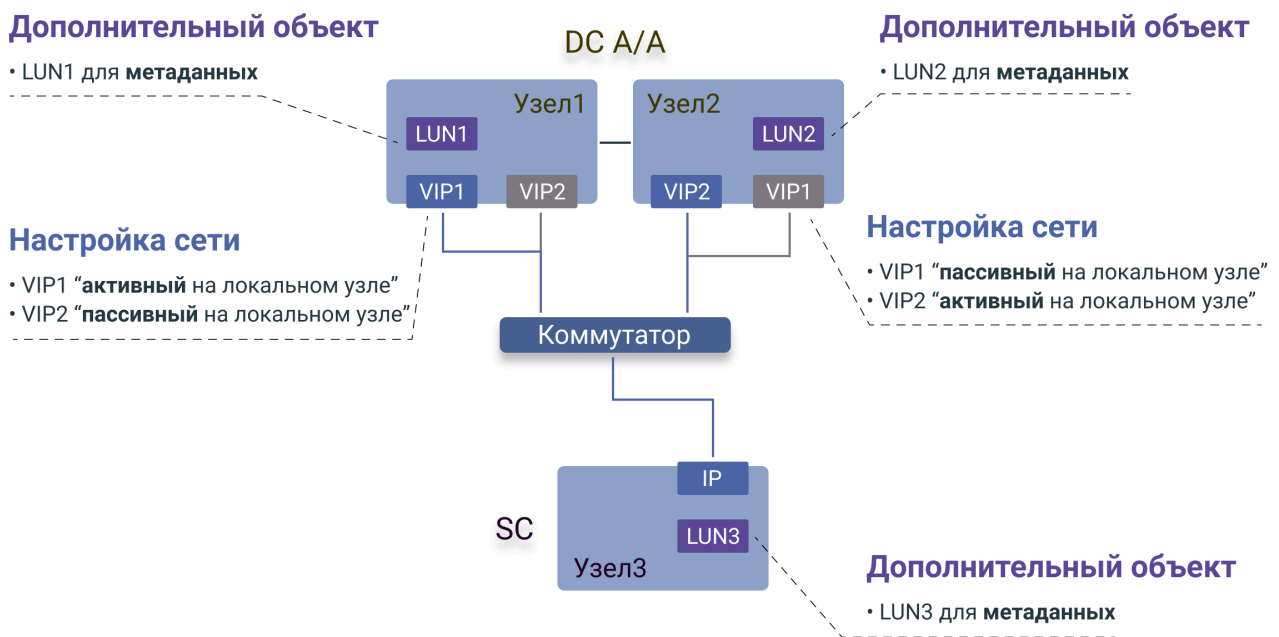 Дополнительный объект
• LUN1 для метаданных
DC A/A
Дополнительный объект
• LUN2 для метаданных
Узел1
LUN1
VIP1
VIP2
Узел2
LUN2
VIP2
VIP1
Настройка сети
• VIP1 “активный на локальном узле”
• VIP2 “пассивный на локальном узле”
Настройка сети
• VIP1 “пассивный на локальном узле”
• VIP2 “активный на локальном узле”
Коммутатор
IP
SC
LUN3
Узел3
Дополнительный объект
• LUN3 для метаданных